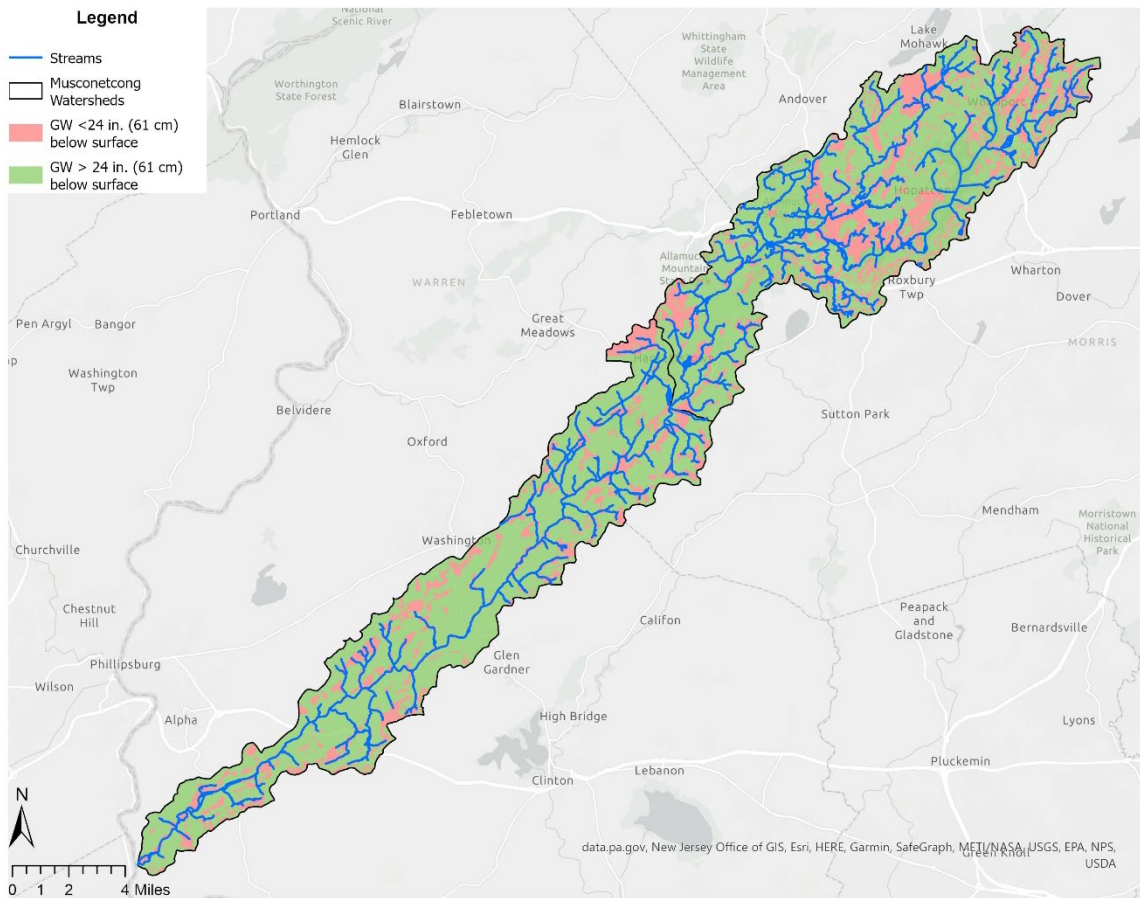 Legend
Streams
Musconetcong
Watersheds
GW <24 in. (61 cm)
below surface
GW > 24 in. (61 cm)
below surface
National
Scenic River
Worthington
State Forest
Blairstown
Hemlock
Glen
Portland
Febletown
Whittingham
State
Wildlife
Management
Area
Lake
Mohawk
Andover
WARREN
Great
Meadows
Roxbury
Twp
Wharton
Dover
MORRIS
Pen Argyl
Bangor
Washington
Twp
Belvidere
Oxford
Sutton Park
Mendham
Morristown
National
Historical
Park
Churchville
Washington
Chestnut
Hill
Phillipsburg
Wilson
Alpha
Glen
Gardner
Califon
Peapack
and
Gladstone
Bernardsville
High Bridge
Clinton
Lebanon
Lyons
Pluckemin
Green Knoll
N
0 1 2 4 Miles
data.pa.gov, New Jersey Office of GIS, Esri, HERE, Garmin, SafeGraph, METI/NASA, USGS, EPA, NPS,
USDA